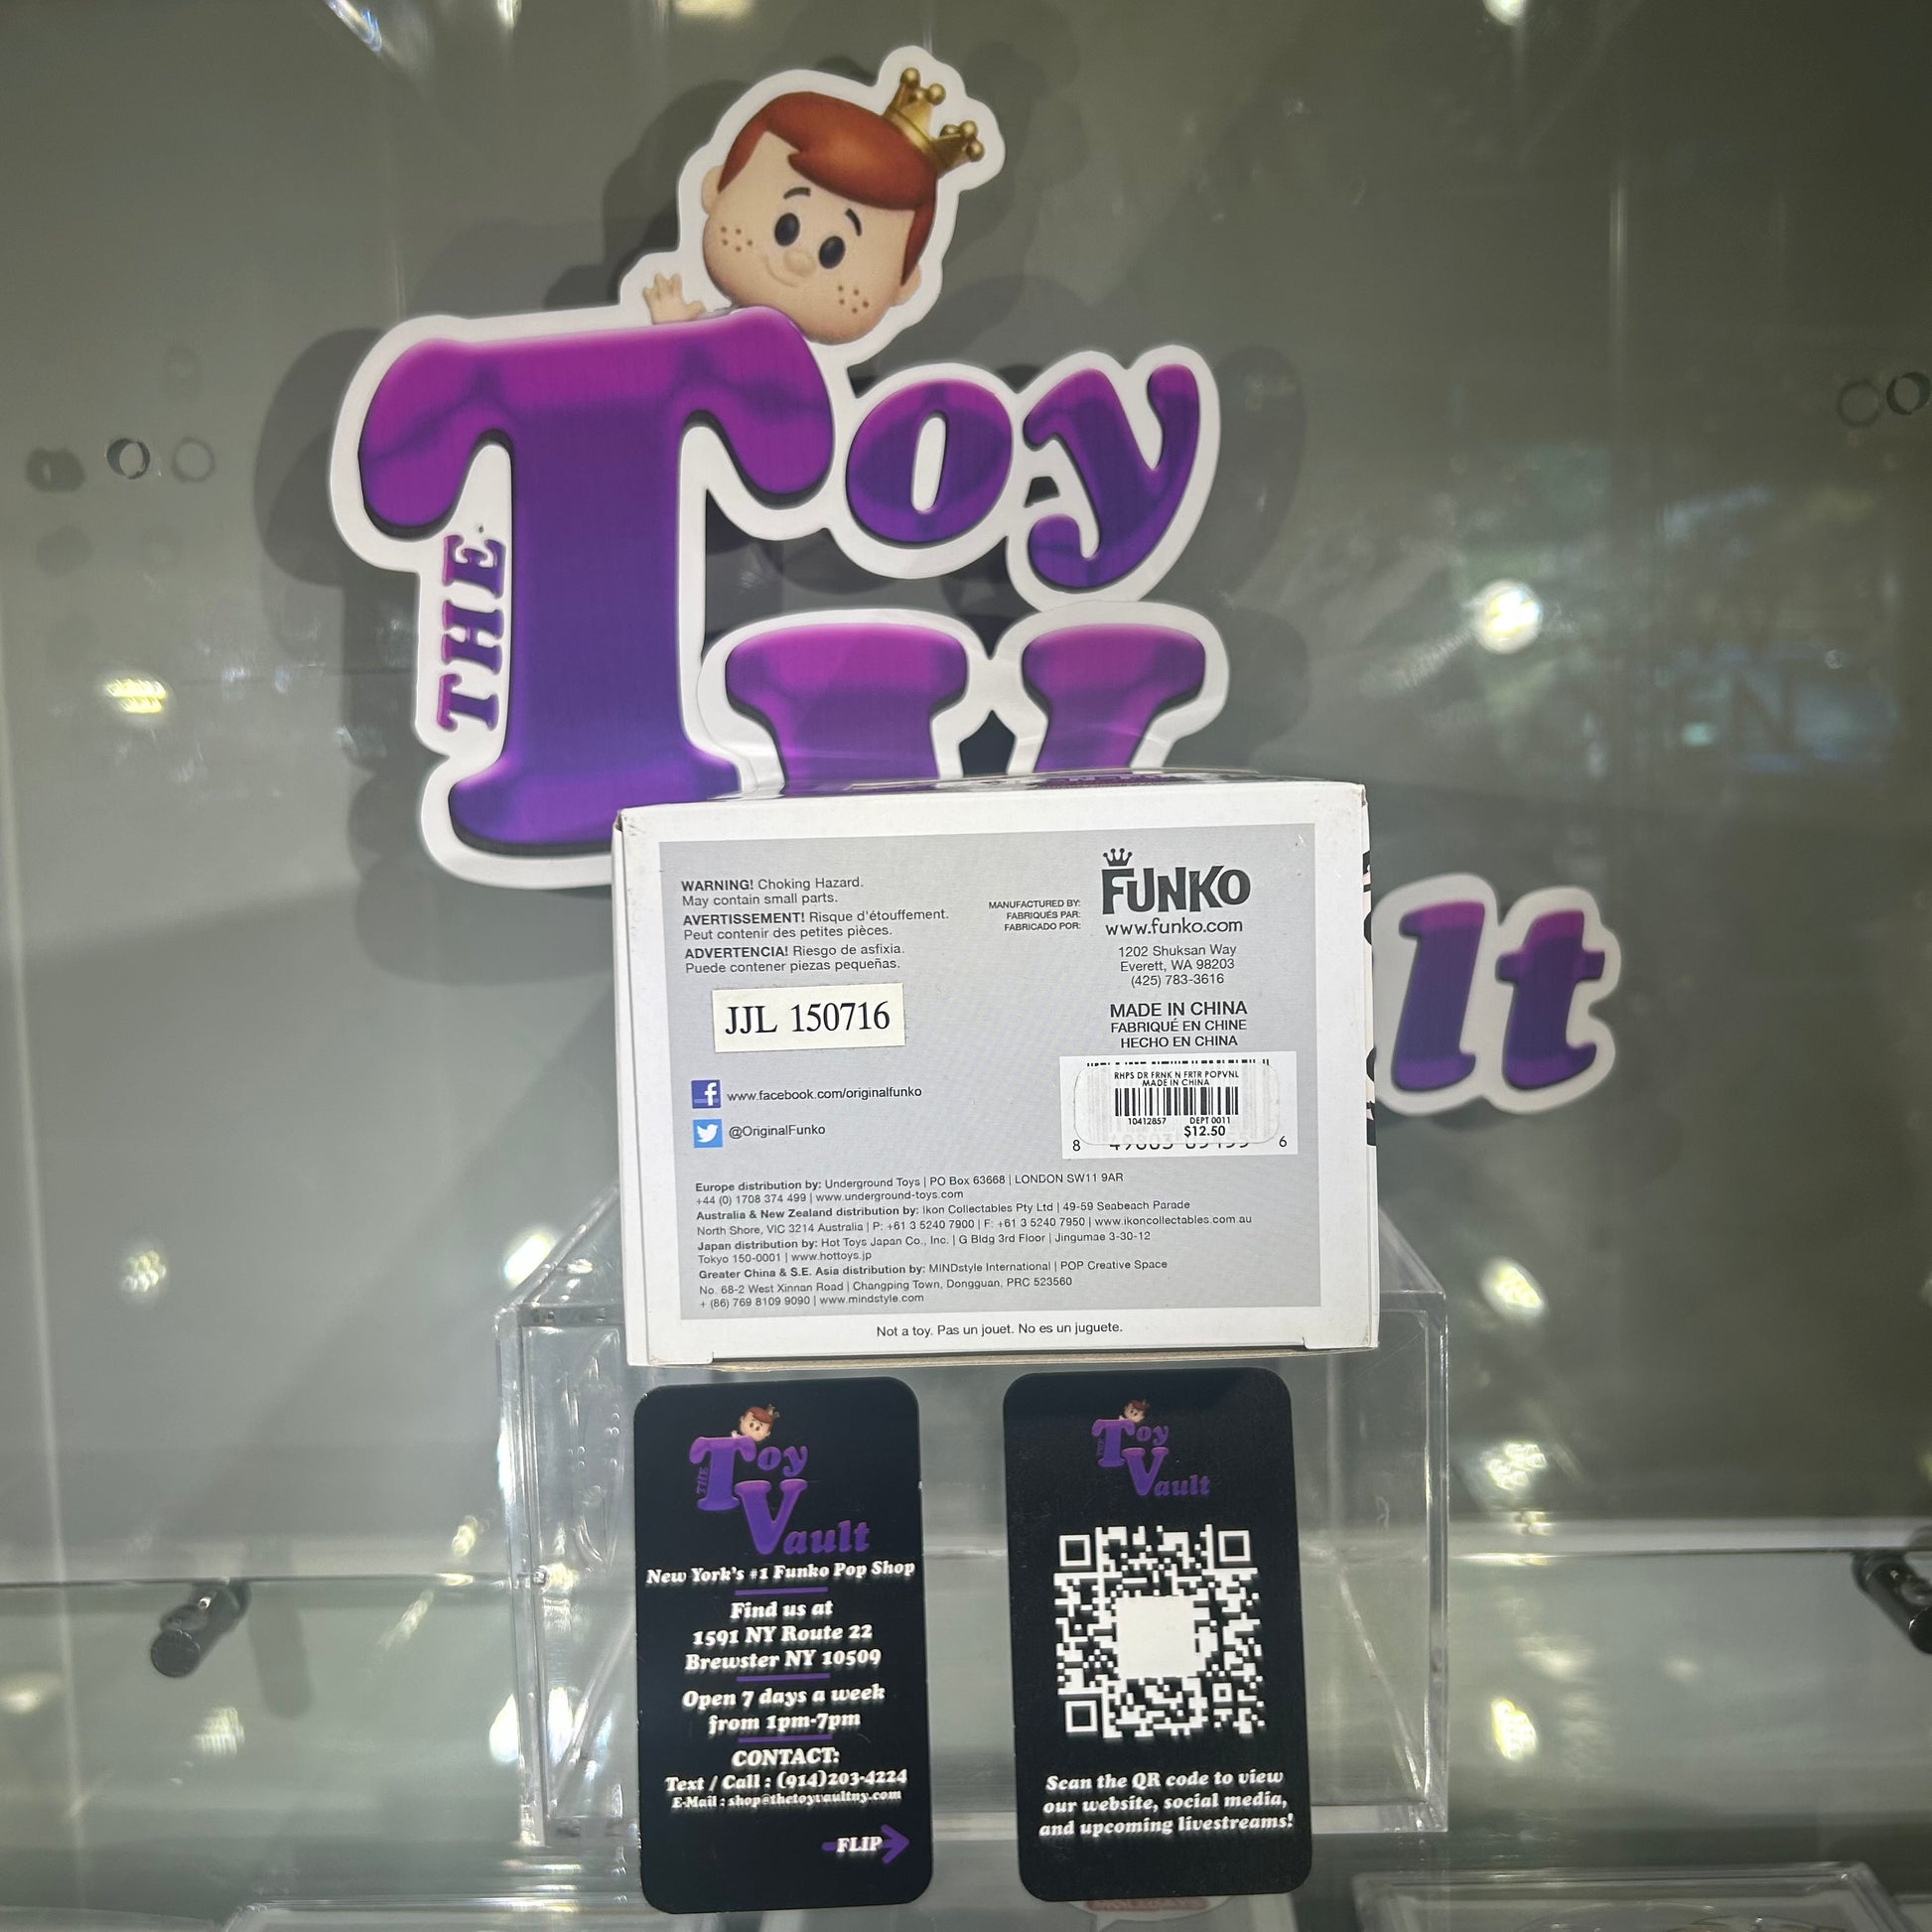 THE
Toy
lt
WARNING! Choking Hazard.
May contain small parts.
AVERTISSEMENT! Risque d'étouffement.
Peut contenir des petites pièces.
ADVERTENCIA! Riesgo de asfixia.
Puede contener piezas pequeñas.
JJL 150716
www.facebook.com/originalfunko
@OriginalFunko
MANUFACTURED BY:
FABRIQUÉS PAR:
FABRICADO POR:
FUNKO
www.funko.com
1202 Shuksan Way
Everett, WA 98203
(425) 783-3616
MADE IN CHINA
FABRIQUÉ EN CHINE
HECHO EN CHINA
RHPS DR FRNK N FRTR POPVNL
MADE IN CHINA
10412857 DEPT 0011
$12.50
8 6
Europe distribution by: Underground Toys | PO Box 63668 | LONDON SW11 9AR
+44 (0) 1708 374 499 | www.underground-toys.com
Australia & New Zealand distribution by: Ikon Collectables Pty Ltd | 49-59 Seabeach Parade
North Shore, VIC 3214 Australia | P: +61 3 5240 7900 | F: +61 3 5240 7950 | www.ikoncollectables.com.au
Japan distribution by: Hot Toys Japan Co., Inc. | G Bldg 3rd Floor | Jingumae 3-30-12
Tokyo 150-0001 | www.hottoys.jp
Greater China & S.E. Asia distribution by: MINDstyle International | POP Creative Space
No. 68-2 West Xinnan Road | Changping Town, Dongguan, PRC 523560
+ (86) 769 8109 9090 | www.mindstyle.com
Not a toy. Pas un jouet. No es un juguete.
THE
Toy
Vault
New York's #1 Funko Pop Shop
Find us at
1591 NY Route 22
Brewster NY 10509
Open 7 days a week
from 1pm-7pm
CONTACT:
Text / Call : (914)203-4224
E-Mail : shop@thetoyvaultny.com
FLIP
THE
Toy
Vault
Scan the QR code to view
our website, social media,
and upcoming livestreams!